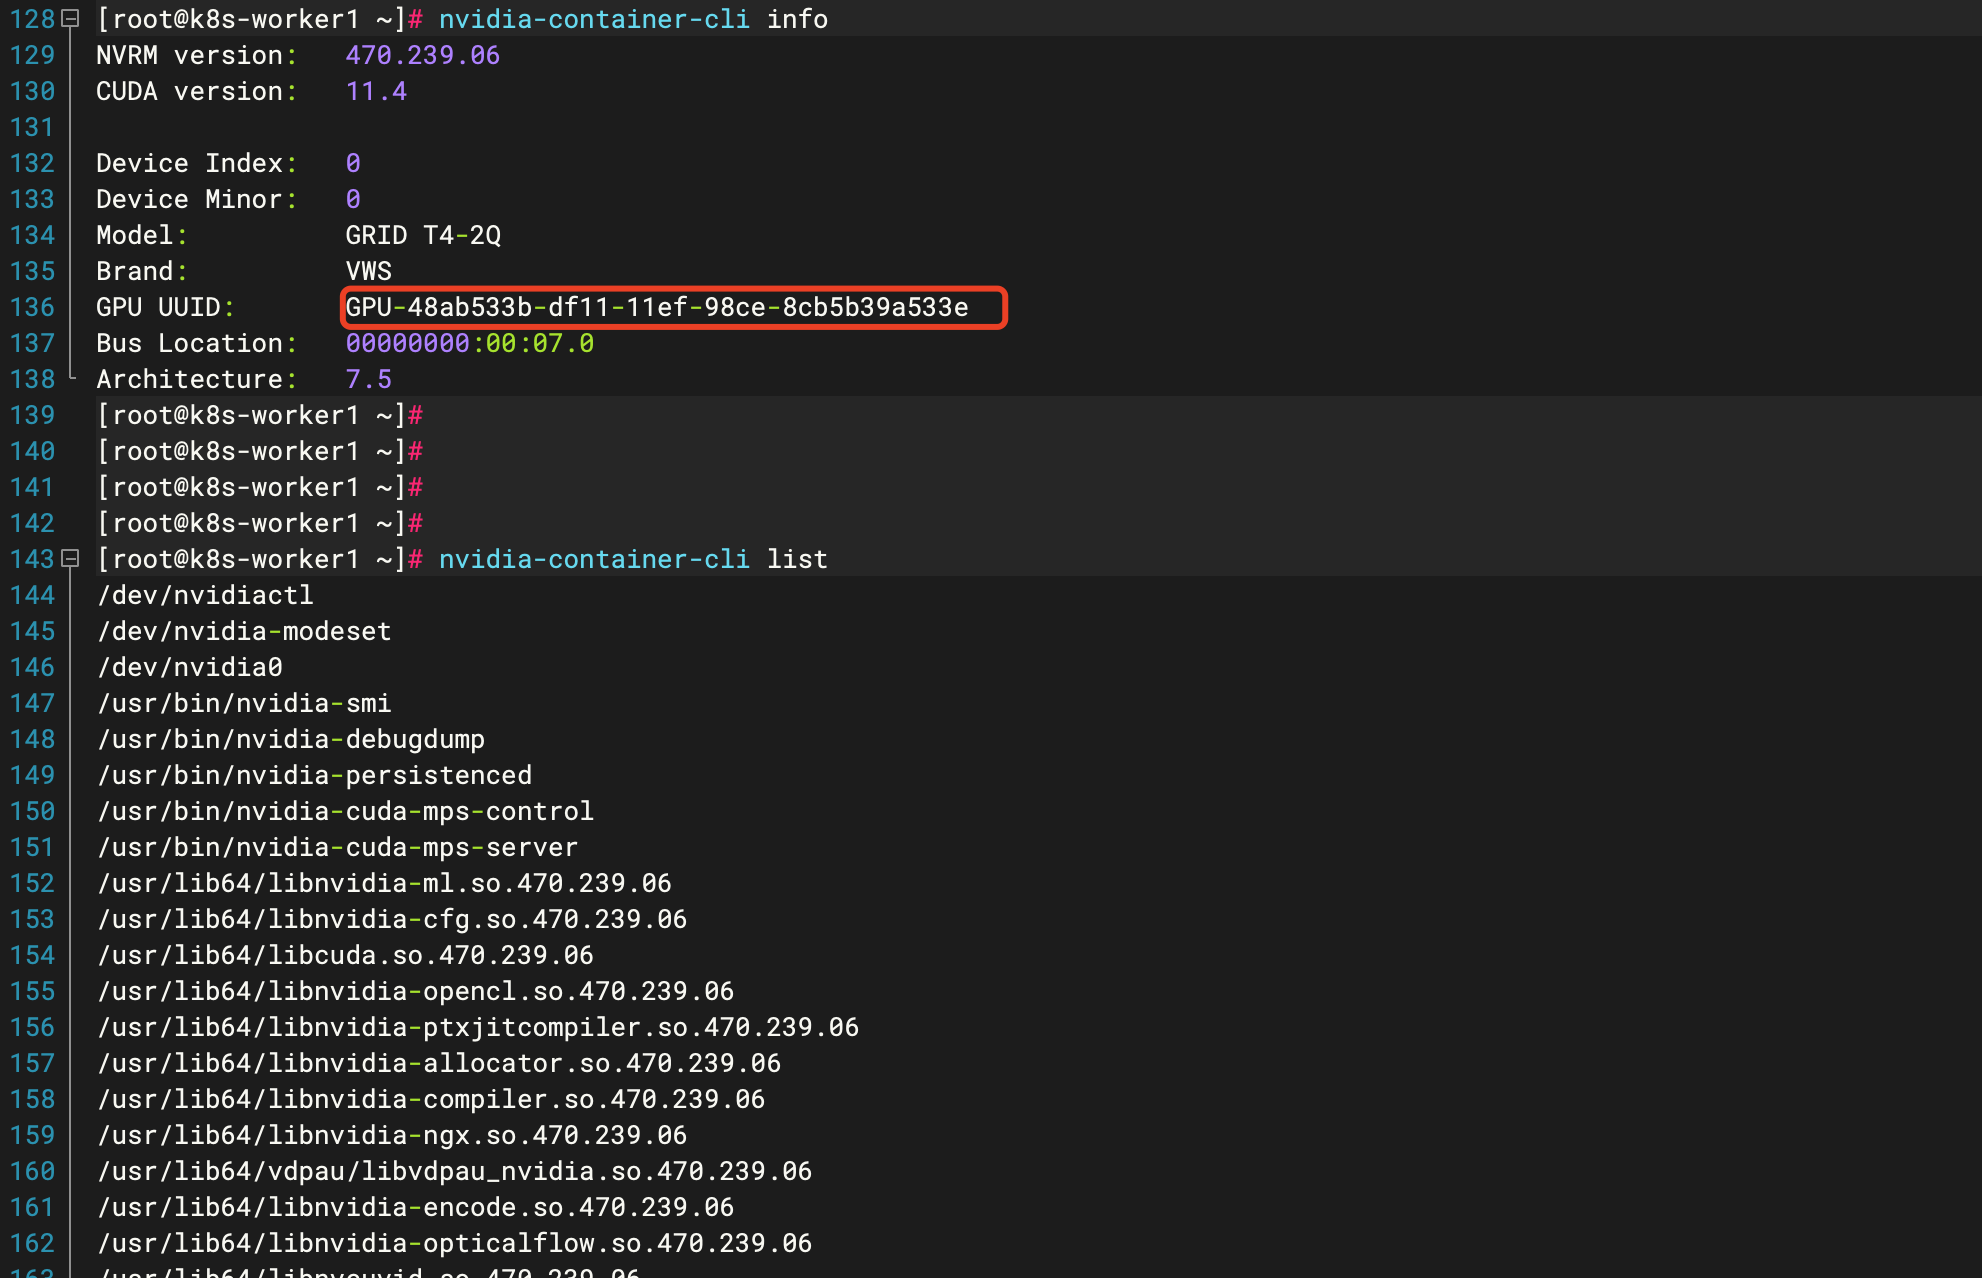 128 [root@k8s-worker1 ~]# nvidia-container-cli info
129 NVRM version:   470.239.06
130 CUDA version:   11.4
131
132 Device Index:   0
133 Device Minor:   0
134 Model:          GRID T4-2Q
135 Brand:          VWS
136 GPU UUID:       GPU-48ab533b-df11-11ef-98ce-8cb5b39a533e
137 Bus Location:   00000000:00:07.0
138 Architecture:   7.5
139 [root@k8s-worker1 ~]#
140 [root@k8s-worker1 ~]#
141 [root@k8s-worker1 ~]#
142 [root@k8s-worker1 ~]#
143 [root@k8s-worker1 ~]# nvidia-container-cli list
144 /dev/nvidiactl
145 /dev/nvidia-modeset
146 /dev/nvidia0
147 /usr/bin/nvidia-smi
148 /usr/bin/nvidia-debugdump
149 /usr/bin/nvidia-persistenced
150 /usr/bin/nvidia-cuda-mps-control
151 /usr/bin/nvidia-cuda-mps-server
152 /usr/lib64/libnvidia-ml.so.470.239.06
153 /usr/lib64/libnvidia-cfg.so.470.239.06
154 /usr/lib64/libcuda.so.470.239.06
155 /usr/lib64/libnvidia-opencl.so.470.239.06
156 /usr/lib64/libnvidia-ptxjitcompiler.so.470.239.06
157 /usr/lib64/libnvidia-allocator.so.470.239.06
158 /usr/lib64/libnvidia-compiler.so.470.239.06
159 /usr/lib64/libnvidia-ngx.so.470.239.06
160 /usr/lib64/vdpau/libvdpau_nvidia.so.470.239.06
161 /usr/lib64/libnvidia-encode.so.470.239.06
162 /usr/lib64/libnvidia-opticalflow.so.470.239.06
163 /usr/lib64/libnvcuvid.so.470.239.06